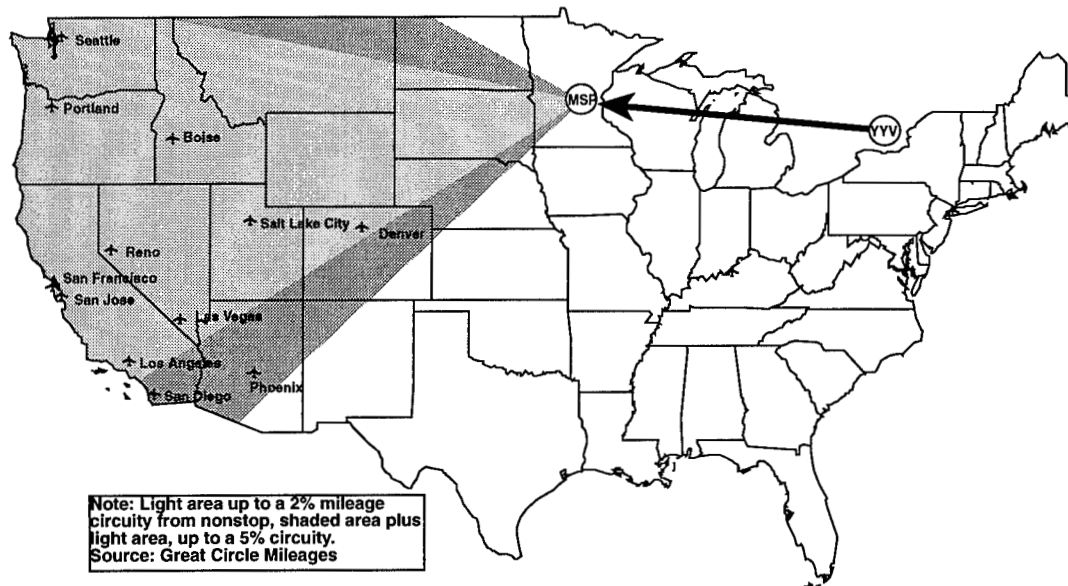 Seattle
MSP
Portland
YYV
Boise
Salt Lake City
Denver
Reno
San Francisco
San Jose
Las Vegas
Los Angeles
Phoenix
San Diego
Note: Light area up to a 2% mileage
circuity from nonstop, shaded area plus
light area, up to a 5% circuity.
Source: Great Circle Mileages